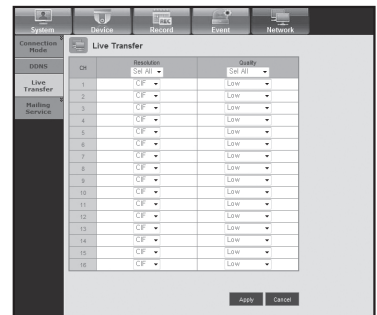 System Device Record Event Network
REC
Connection Mode
DDNS
Live Transfer
Mailing Service
Live Transfer
CH Resolution Quality
Sel All Sel All
1 CIF Low
2 CIF Low
3 CIF Low
4 CIF Low
5 CIF Low
6 CIF Low
7 CIF Low
8 CIF Low
9 CIF Low
10 CIF Low
11 CIF Low
12 CIF Low
13 CIF Low
14 CIF Low
15 CIF Low
16 CIF Low
Apply Cancel